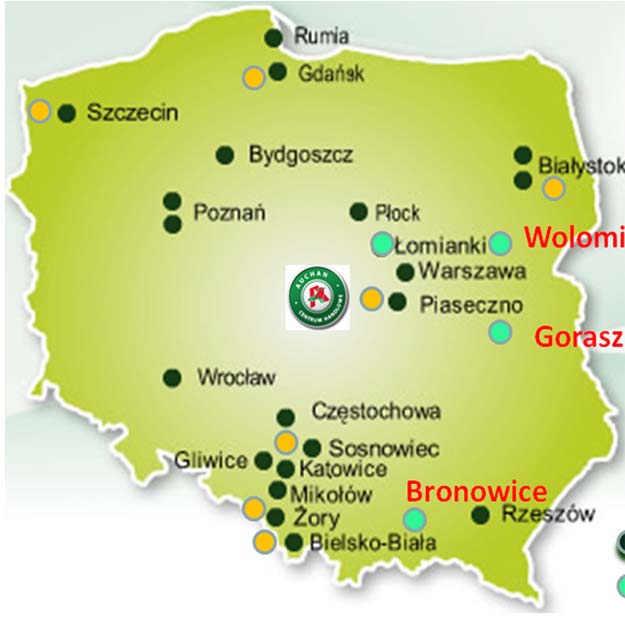 Rumia
Gdańsk
Szczecin
Bydgoszcz
Białystok
Poznań
Płock
Łomianki
Wolomi
Warszawa
AUCHAN
CENTRUM HANDLOWE
Piaseczno
Gorasz
Wrocław
Częstochowa
Sosnowiec
Gliwice
Katowice
Mikołów
Bronowice
Żory
Rzeszów
Bielsko-Biała